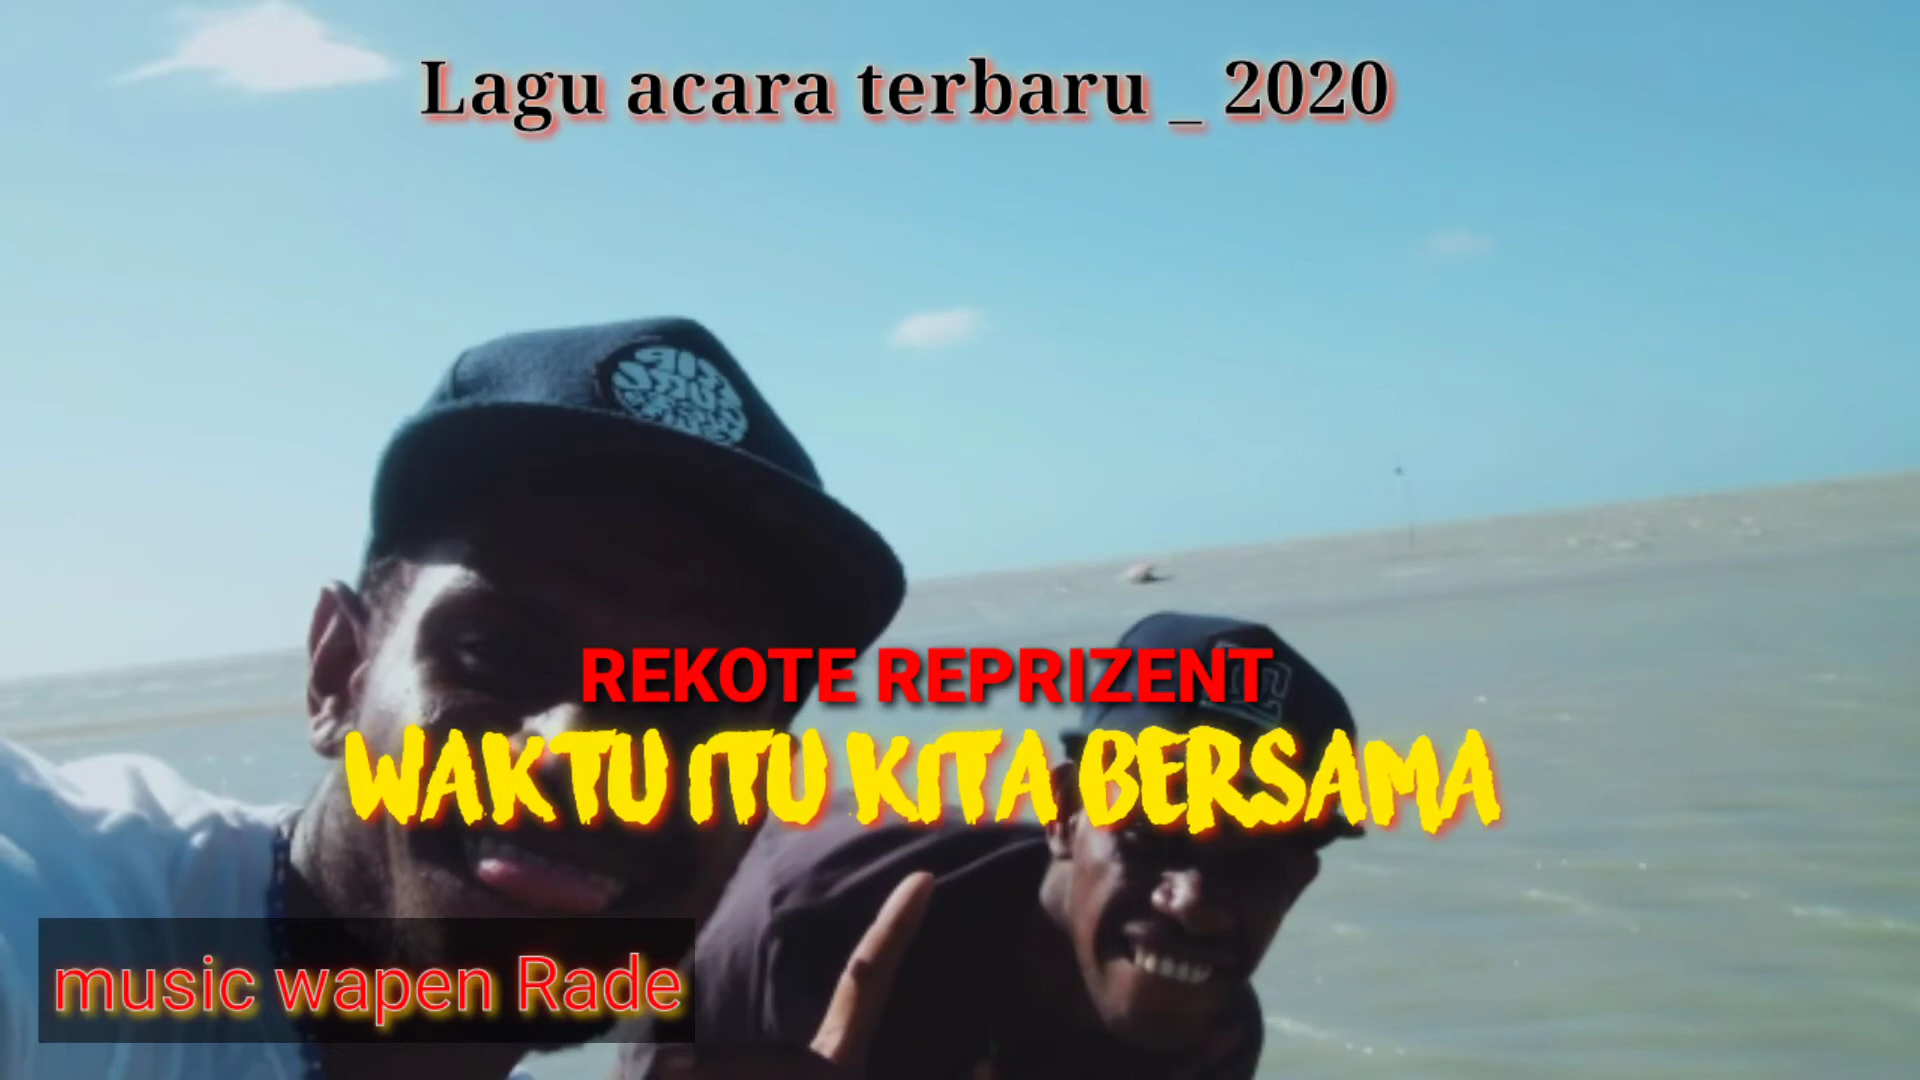 Lagu acara terbaru _ 2020
REKOTE REPRIZENT
WAKTU ITU KITA BERSAMA
music wapen Rade